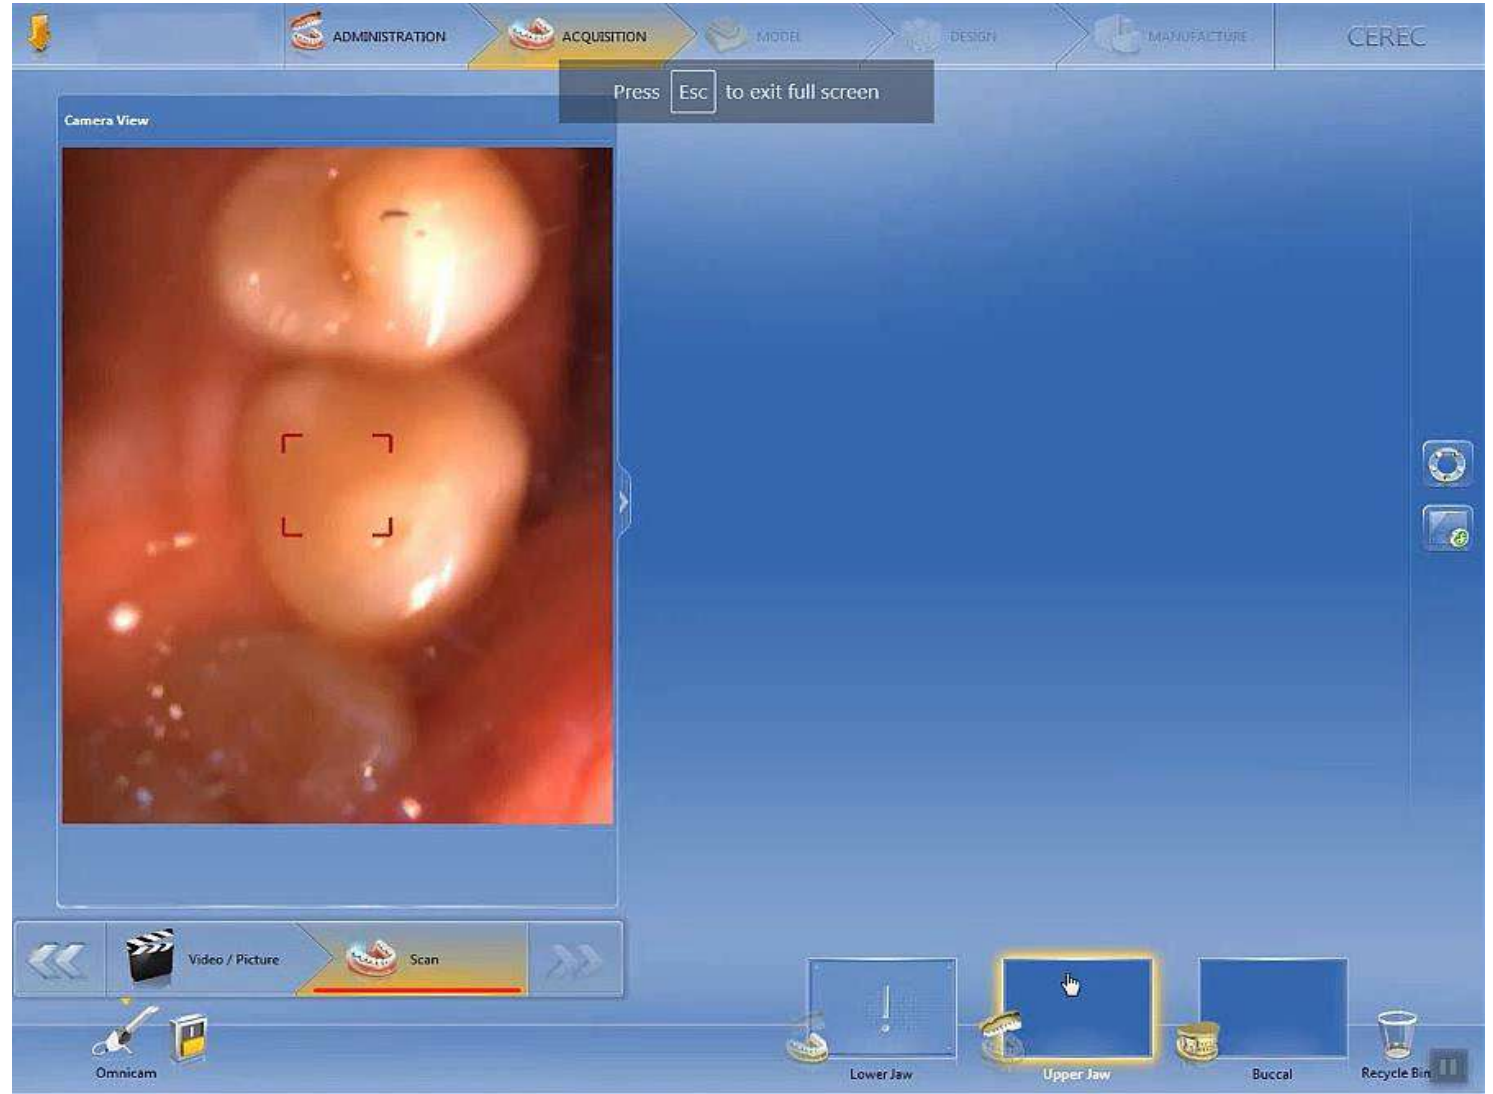 ADMINISTRATION
ACQUISITION
MODEL
DESIGN
MANUFACTURE
CEREC
Press Esc to exit full screen
Camera View
Video / Picture
Scan
Omnicam
Lower Jaw
Upper Jaw
Buccal
Recycle Bin